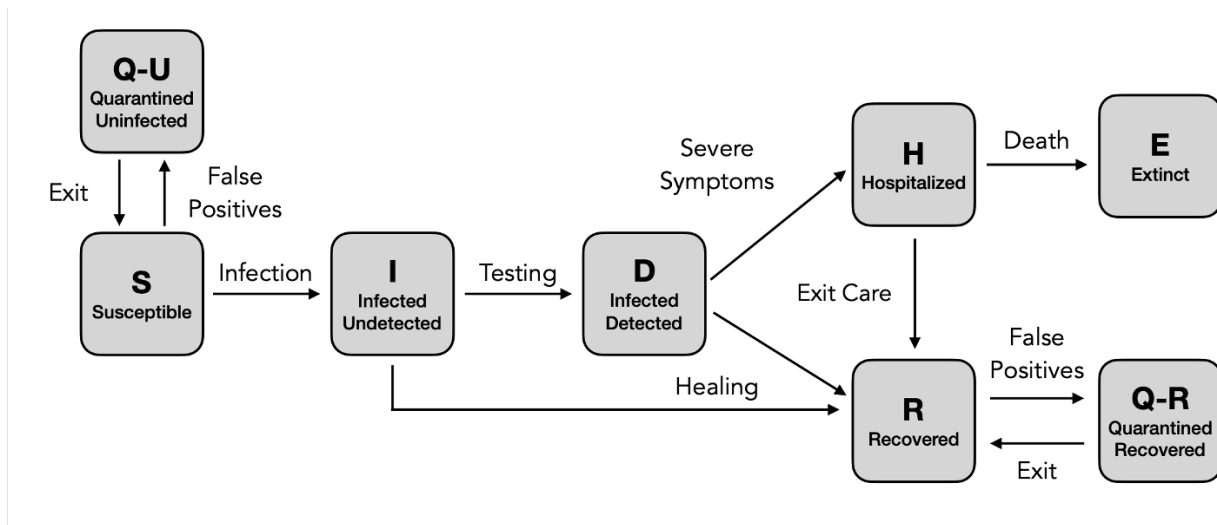 Q-U
Quarantined
Uninfected
Exit
False
Positives
S
Susceptible
Infection
I
Infected
Undetected
Testing
D
Infected
Detected
Severe
Symptoms
H
Hospitalized
Death
E
Extinct
Exit Care
Healing
R
Recovered
False
Positives
Q-R
Quarantined
Recovered
Exit